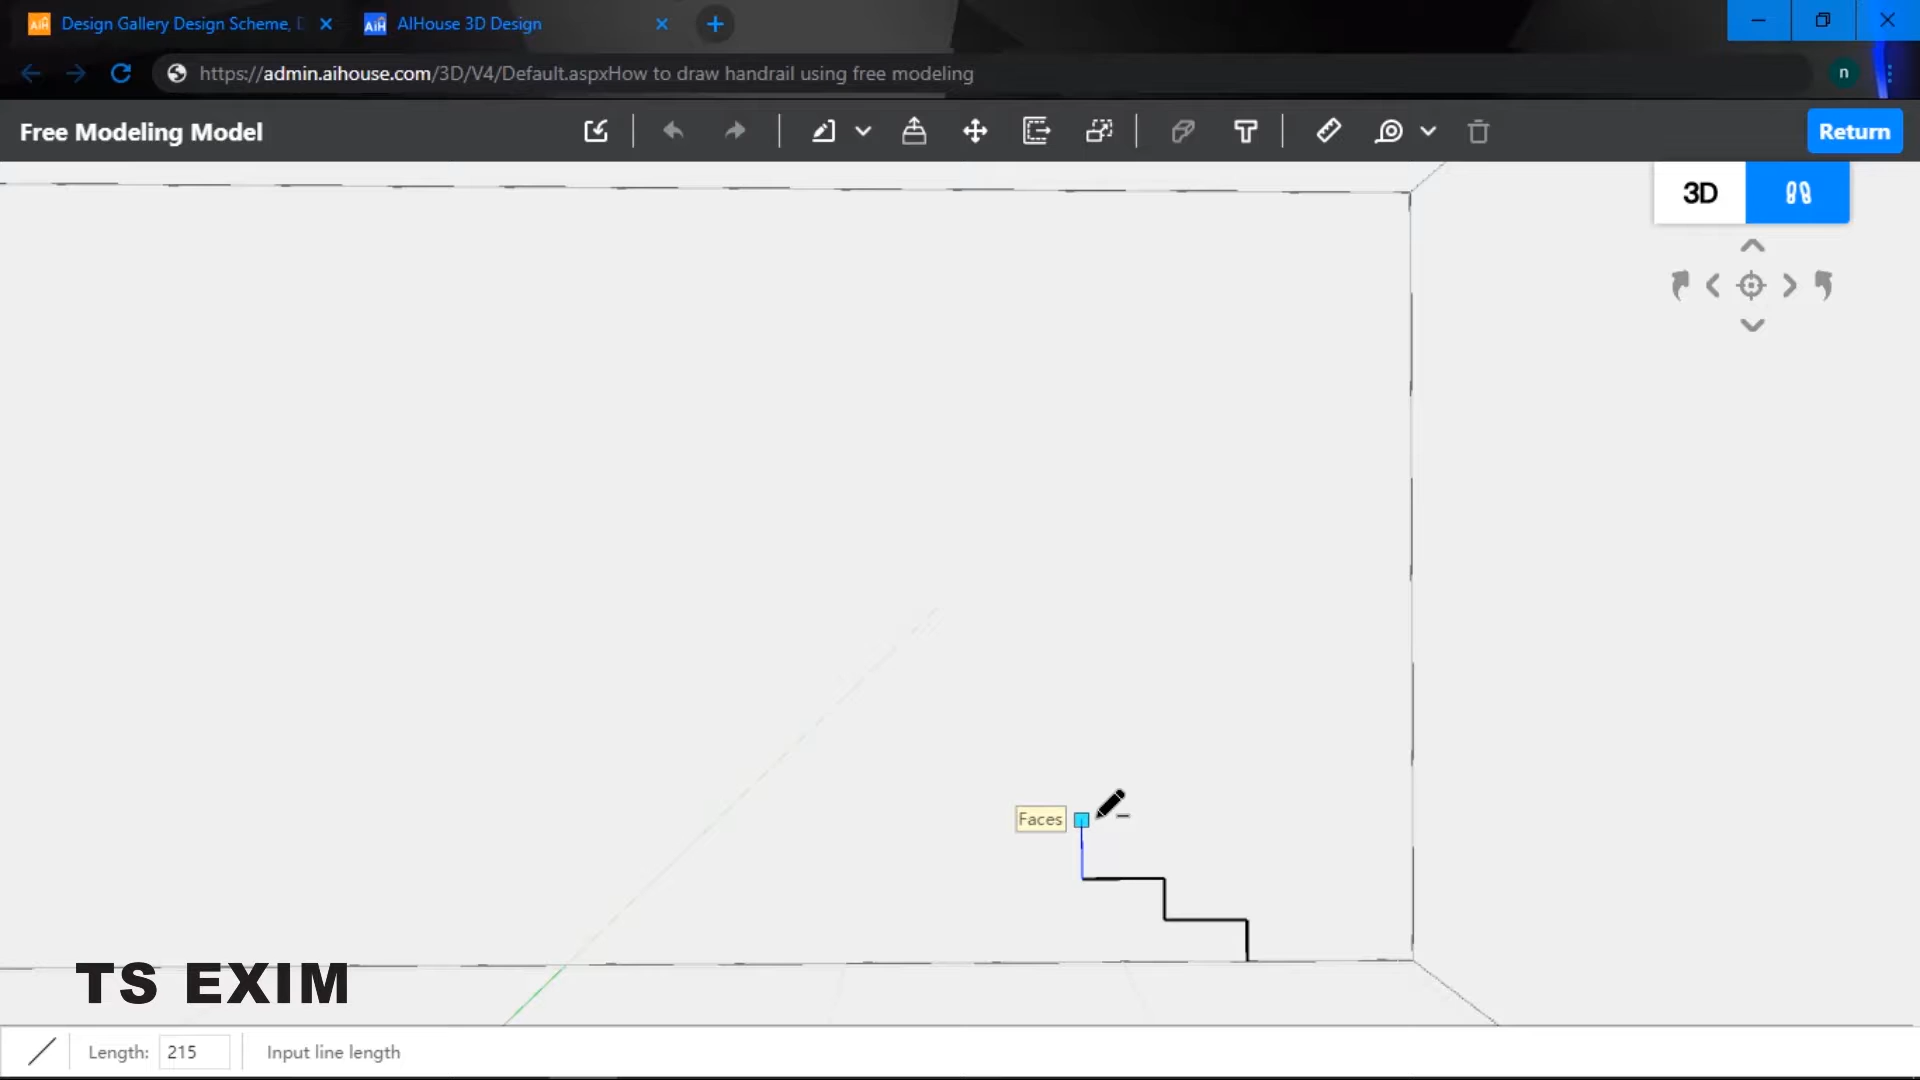 Design Gallery Design Scheme,
AIHouse 3D Design
https://admin.aihouse.com/3D/V4/Default.aspxHow to draw handrail using free modeling
n
Free Modeling Model
Return
3D
Faces
TS EXIM
Length: 215 Input line length